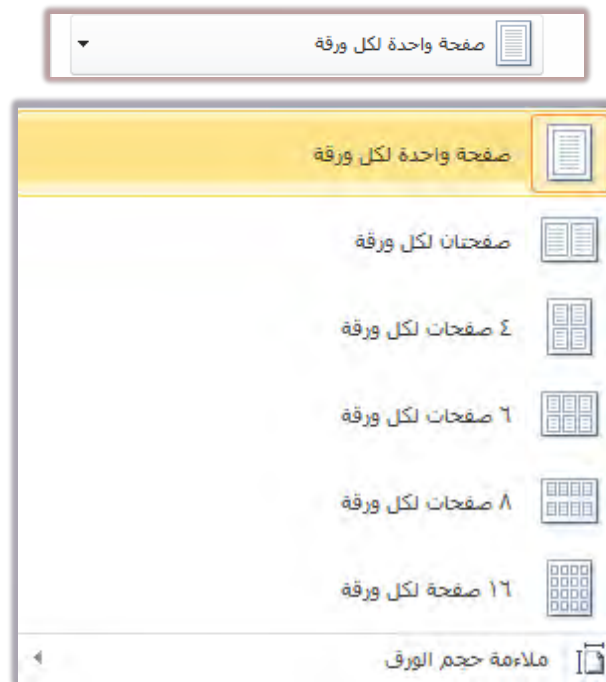 صفحة واحدة لكل ورقة
صفحة واحدة لكل ورقة
صفحتان لكل ورقة
٤ صفحات لكل ورقة
٦ صفحات لكل ورقة
٨ صفحات لكل ورقة
١٦ صفحة لكل ورقة
ملاءمة حجم الورق